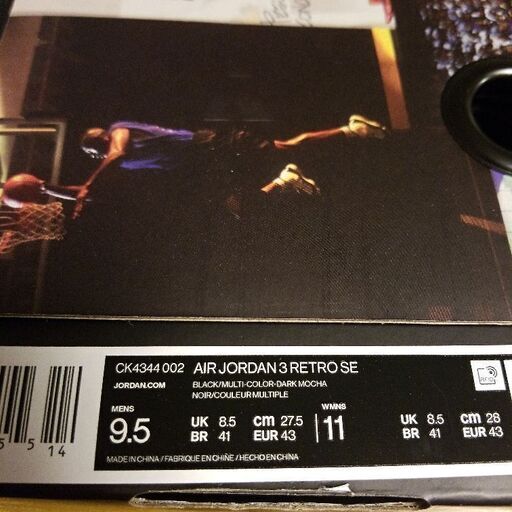 CK4344 002 AIR JORDAN 3 RETRO SE
JORDAN.COM
BLACK/MULTI-COLOR-DARK MOCHA
NOIR/COULEUR MULTIPLE
MENS
9.5
UK 8.5 CM 27.5
BR 41 EUR 43
WMNS
11
UK 8.5 CM 28
BR 41 EUR 43
MADE IN CHINA / FABRIQUE EN CHINE / HECHO EN CHINA
5 5 14